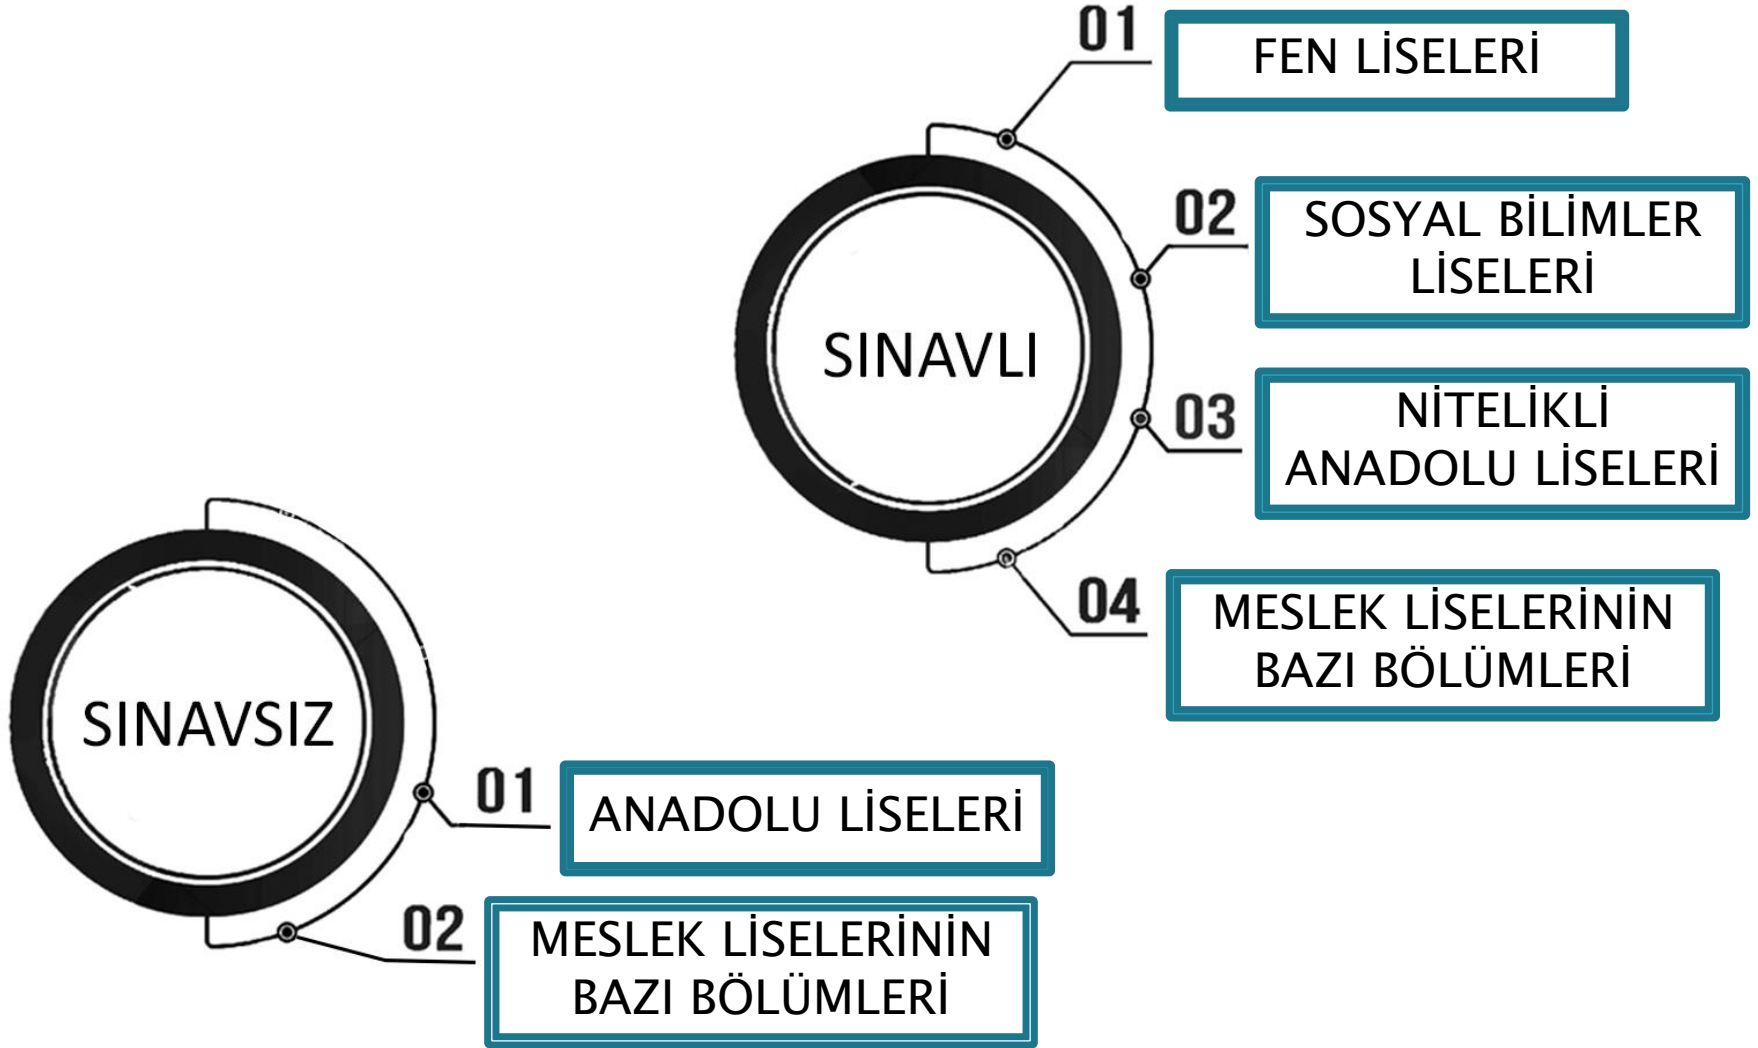 01
FEN LİSELERİ
02
SOSYAL BİLİMLER
LİSELERİ
SINAVLI
03
NİTELİKLİ
ANADOLU LİSELERİ
04
MESLEK LİSELERİNİN
BAZI BÖLÜMLERİ
SINAVSIZ
01
ANADOLU LİSELERİ
02
MESLEK LİSELERİNİN
BAZI BÖLÜMLERİ